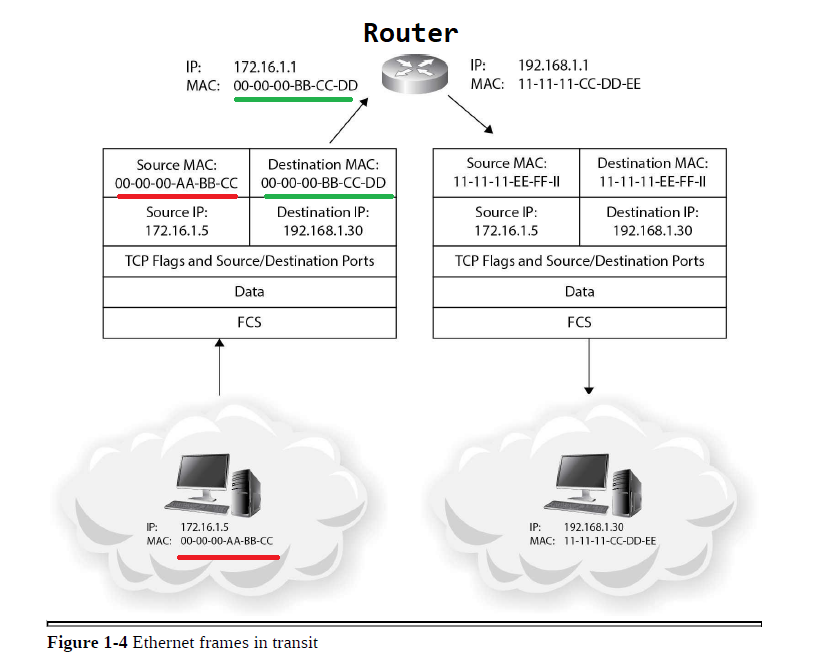 Router
IP: 172.16.1.1
MAC: 00-00-00-BB-CC-DD
IP: 192.168.1.1
MAC: 11-11-11-CC-DD-EE
Source MAC:
00-00-00-AA-BB-CC
Destination MAC:
00-00-00-BB-CC-DD
Source IP:
172.16.1.5
Destination IP:
192.168.1.30
TCP Flags and Source/Destination Ports
Data
FCS
Source MAC:
11-11-11-EE-FF-II
Destination MAC:
11-11-11-EE-FF-II
Source IP:
172.16.1.5
Destination IP:
192.168.1.30
TCP Flags and Source/Destination Ports
Data
FCS
IP: 172.16.1.5
MAC: 00-00-00-AA-BB-CC
IP: 192.168.1.30
MAC: 11-11-11-CC-DD-EE
Figure 1-4 Ethernet frames in transit